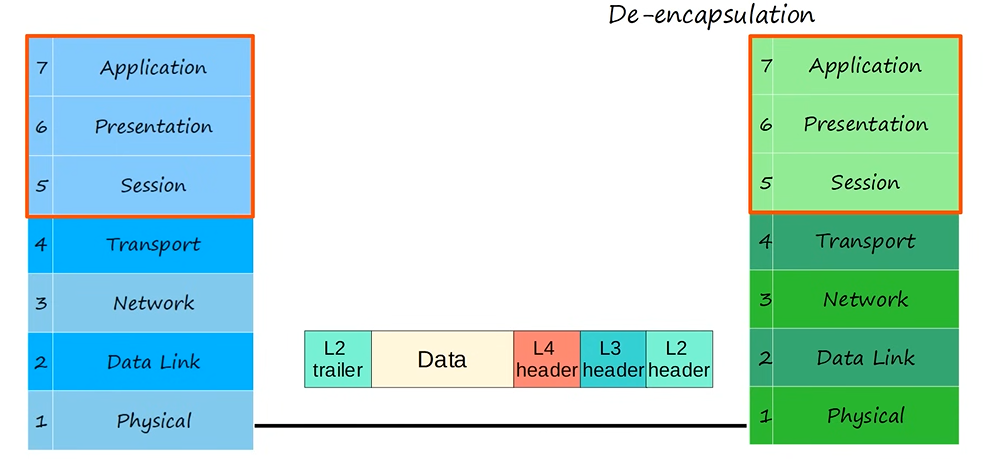 De-encapsulation
7 Application
6 Presentation
5 Session
4 Transport
3 Network
2 Data Link
1 Physical
L2
trailer
Data
L4
header
L3
header
L2
header
7 Application
6 Presentation
5 Session
4 Transport
3 Network
2 Data Link
1 Physical